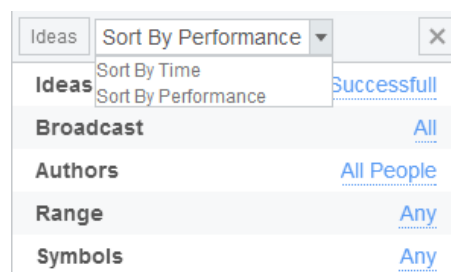 Ideas Sort By Performance
Sort By Time
Sort By Performance
Ideas Successfull
Broadcast All
Authors All People
Range Any
Symbols Any